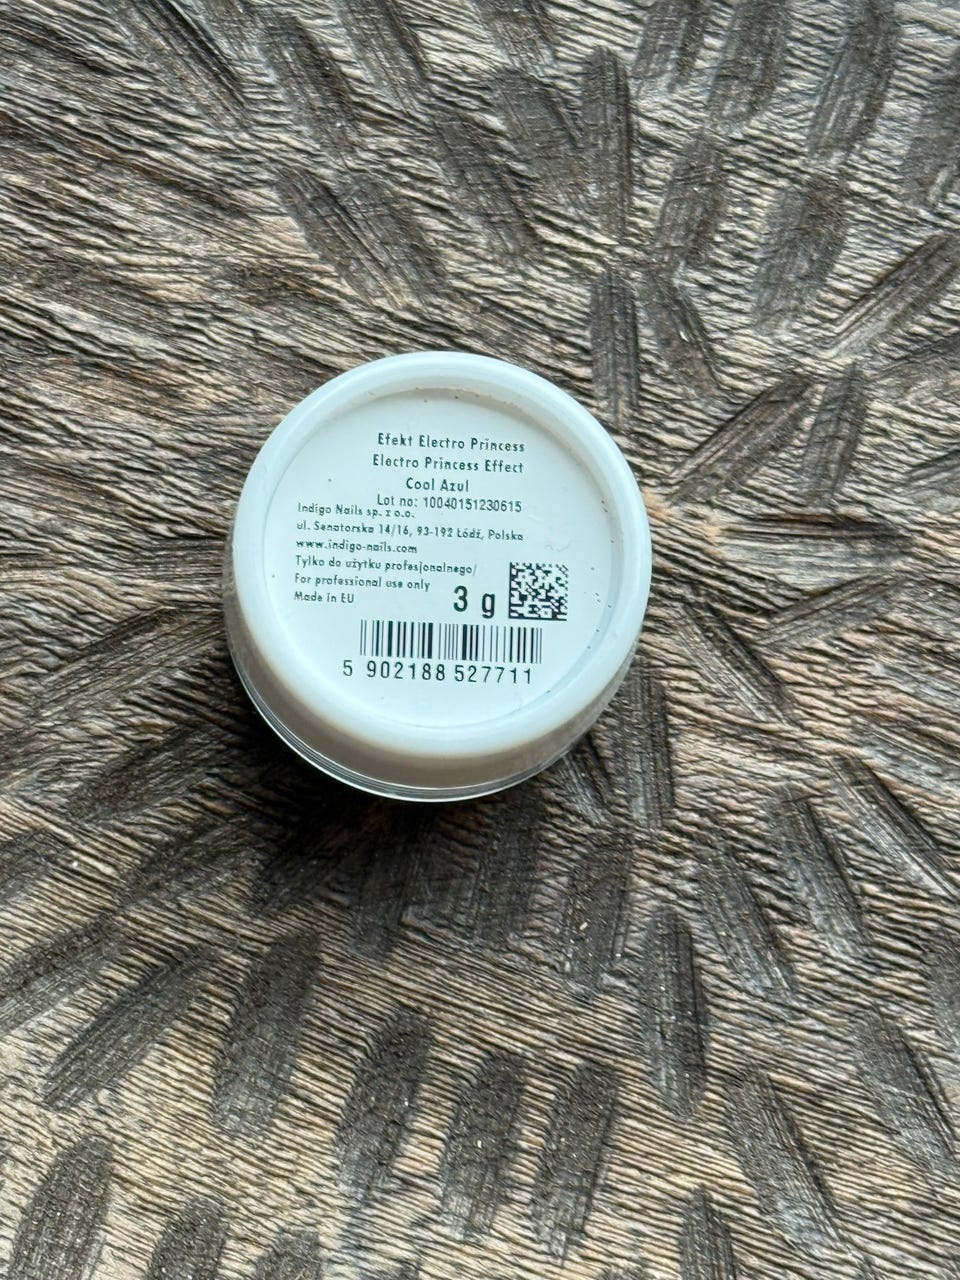 Efekt Electro Princess
Electro Princess Effect
Cool Azul
Lot no: 10040151230615
Indigo Nails sp. z o.o.
ul. Senatorska 14/16, 93-192 Łódź, Polska
www.indigo-nails.com
Tylko do użytku profesjonalnego/
For professional use only
Made in EU
3 g
5 902188 527711